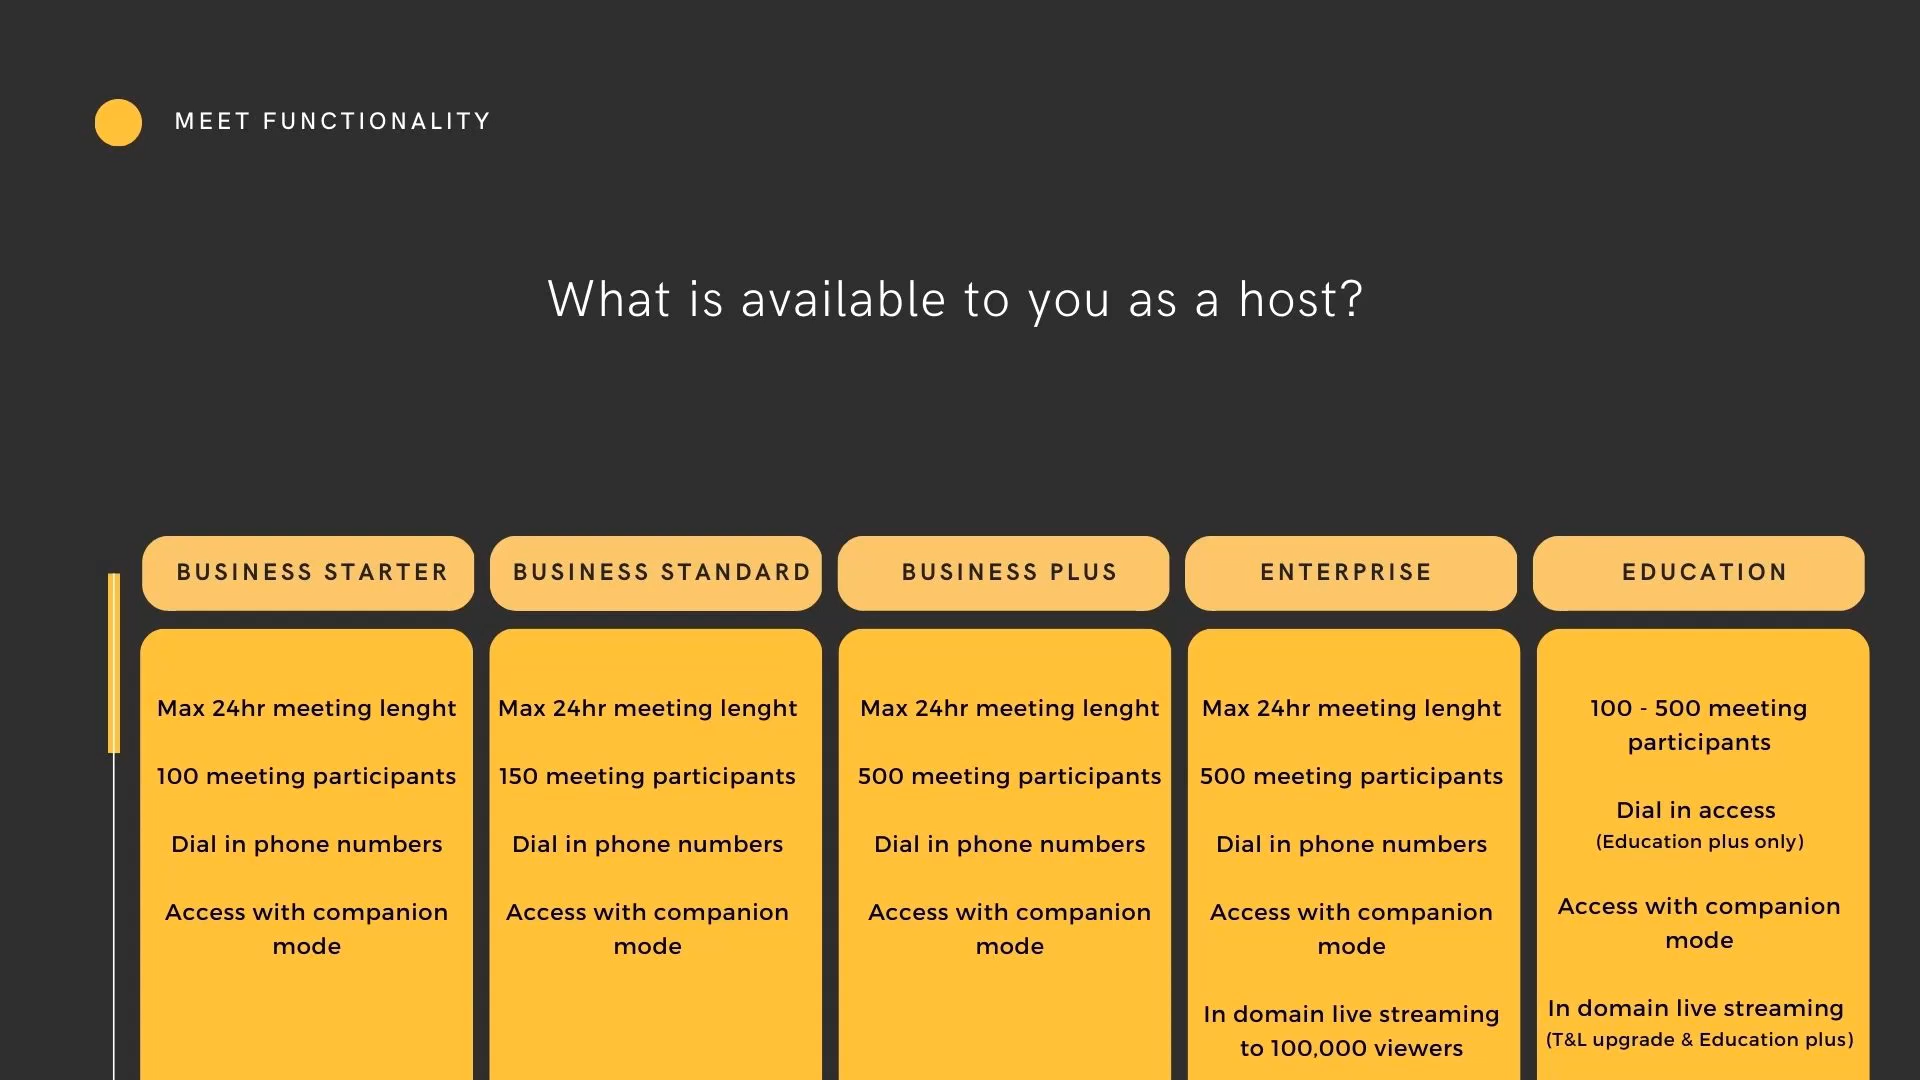 MEET FUNCTIONALITY
What is available to you as a host?
BUSINESS STARTER
Max 24hr meeting lenght
100 meeting participants
Dial in phone numbers
Access with companion
mode
BUSINESS STANDARD
Max 24hr meeting lenght
150 meeting participants
Dial in phone numbers
Access with companion
mode
BUSINESS PLUS
Max 24hr meeting lenght
500 meeting participants
Dial in phone numbers
Access with companion
mode
ENTERPRISE
Max 24hr meeting lenght
500 meeting participants
Dial in phone numbers
Access with companion
mode
In domain live streaming
to 100,000 viewers
EDUCATION
100 - 500 meeting
participants
Dial in access
(Education plus only)
Access with companion
mode
In domain live streaming
(T&L upgrade & Education plus)